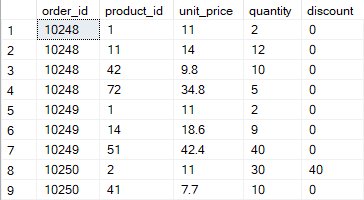 order_id product_id unit_price quantity discount
1 10248 1 11 2 0
2 10248 11 14 12 0
3 10248 42 9.8 10 0
4 10248 72 34.8 5 0
5 10249 1 11 2 0
6 10249 14 18.6 9 0
7 10249 51 42.4 40 0
8 10250 2 11 30 40
9 10250 41 7.7 10 0